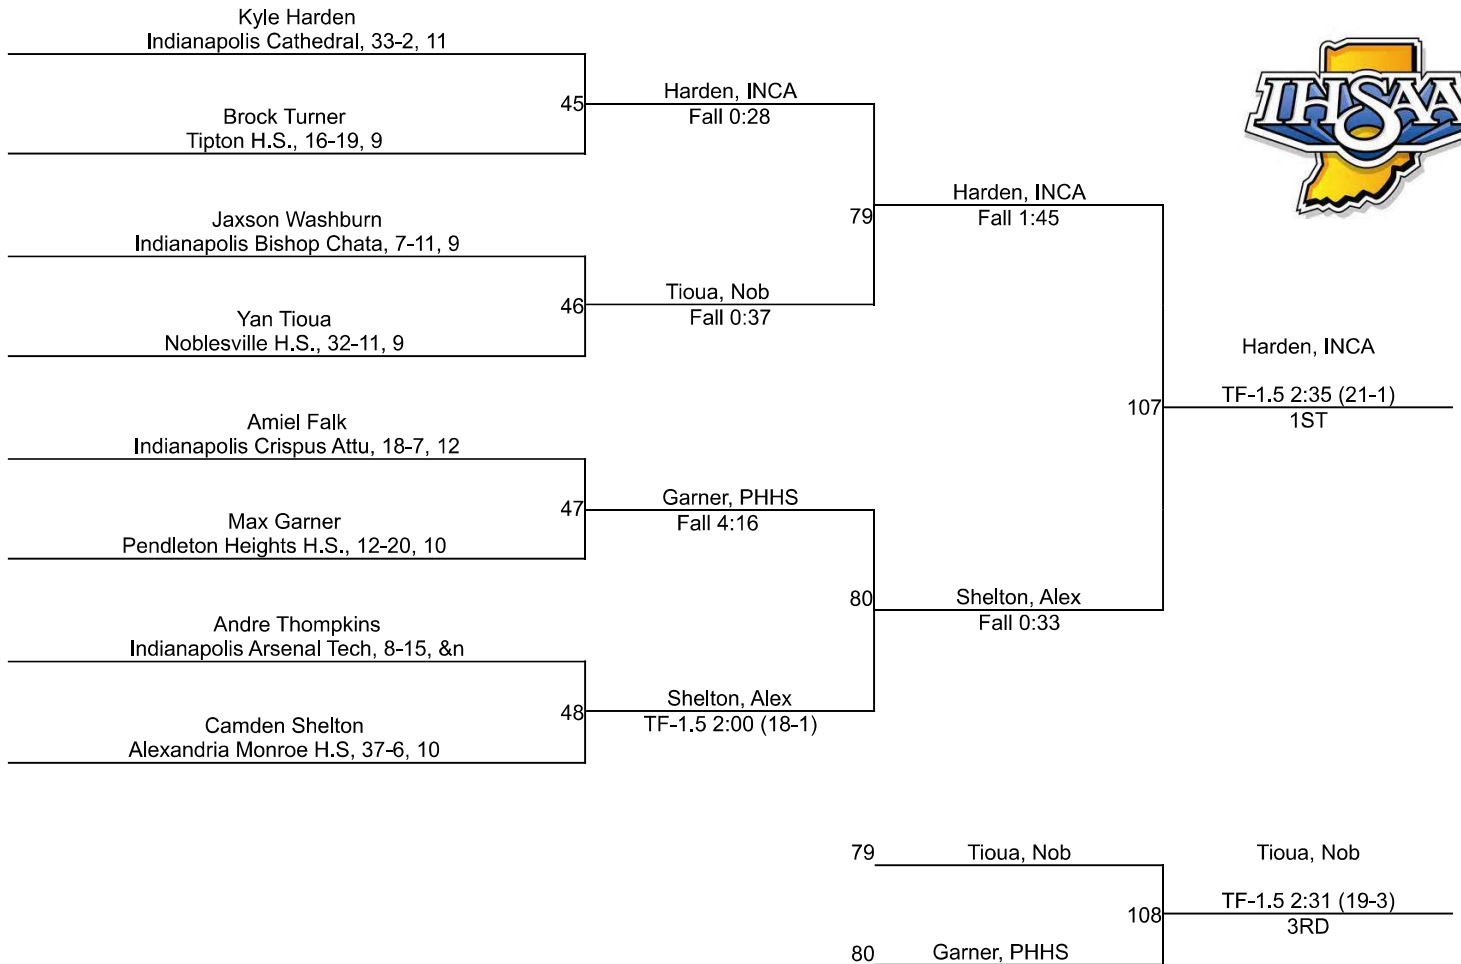 Kyle Harden
Indianapolis Cathedral, 33-2, 11
45
Harden, INCA
Fall 0:28
Brock Turner
Tipton H.S., 16-19, 9
IHSAA
79
Harden, INCA
Fall 1:45
Jaxson Washburn
Indianapolis Bishop Chata, 7-11, 9
46
Tioua, Nob
Fall 0:37
Yan Tioua
Noblesville H.S., 32-11, 9
107
Harden, INCA
TF-1.5 2:35 (21-1)
1ST
Amiel Falk
Indianapolis Crispus Attu, 18-7, 12
47
Garner, PHHS
Fall 4:16
Max Garner
Pendleton Heights H.S., 12-20, 10
80
Shelton, Alex
Fall 0:33
Andre Thompkins
Indianapolis Arsenal Tech, 8-15, &n
48
Shelton, Alex
TF-1.5 2:00 (18-1)
Camden Shelton
Alexandria Monroe H.S, 37-6, 10
79
Tioua, Nob
108
Tioua, Nob
TF-1.5 2:31 (19-3)
3RD
80
Garner, PHHS